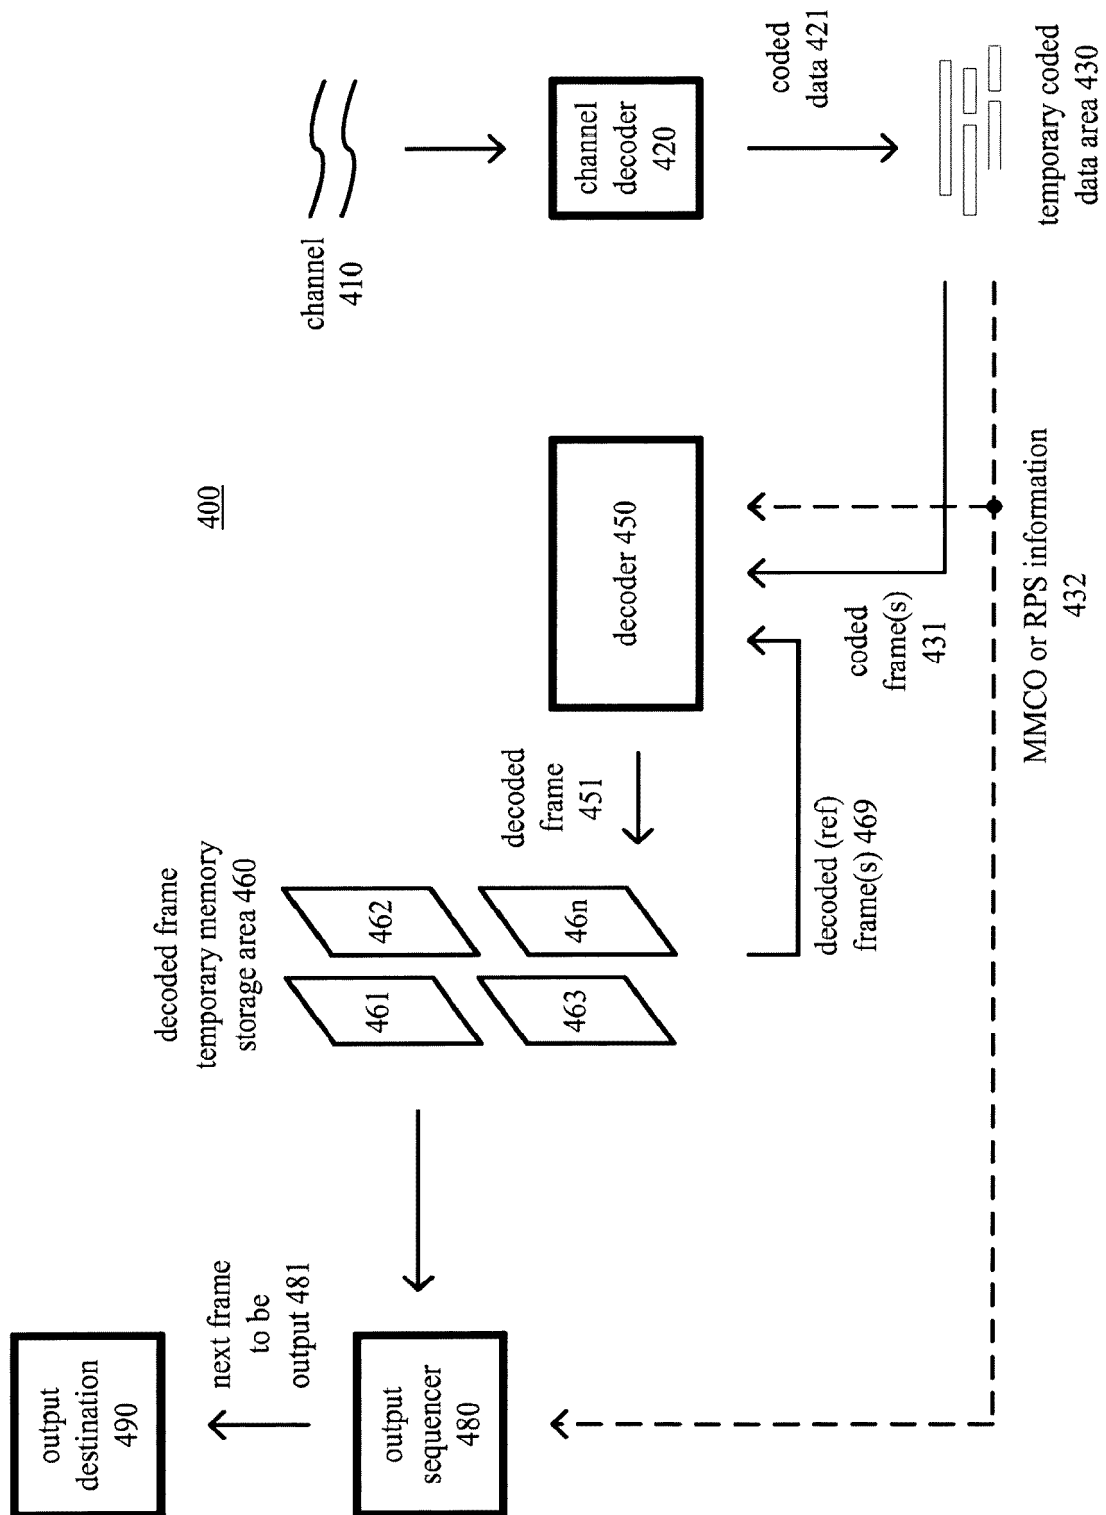 400
output
destination
490
next frame
to be
output 481
output
sequencer
480
decoded frame
temporary memory
storage area 460
461
462
463
46n
decoded
frame
451
decoder 450
decoded (ref)
frame(s) 469
coded
frame(s)
431
MMCO or RPS information
432
channel
410
channel
decoder
420
coded
data 421
temporary coded
data area 430